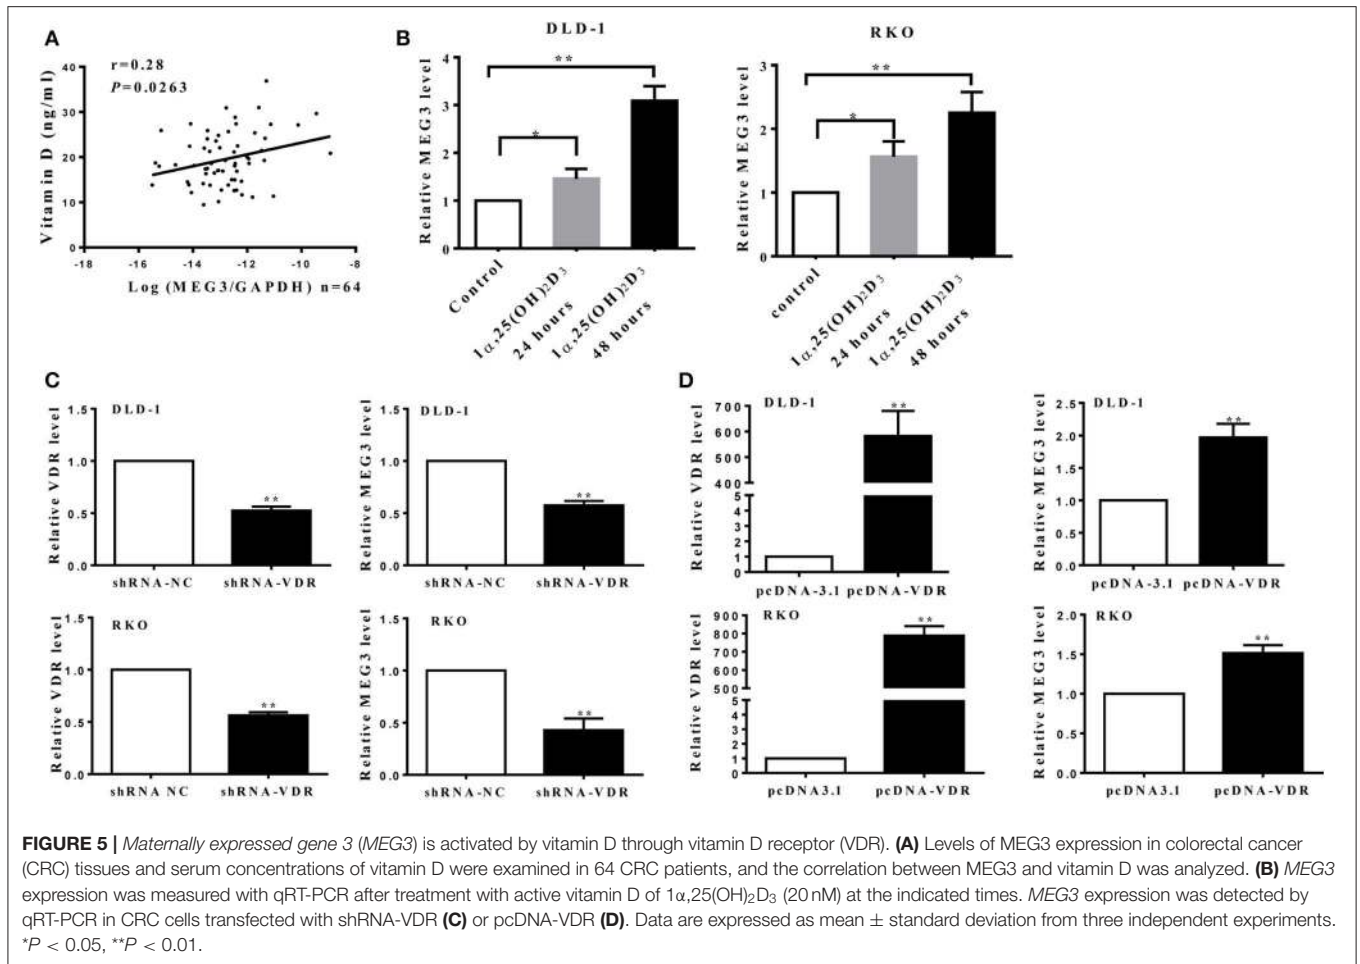 A
r=0.28
P=0.0263
Vitamin D (ng/ml)
40
30
20
10
0
-18
-16
-14
-12
-10
-8
Log (MEG3/GAPDH) n=64
B
DLD-1
Relative MEG3 level
4
3
2
1
0
**
*
Control
1α,25(OH)₂D₃
24 hours
1α,25(OH)₂D₃
48 hours
RKO
Relative MEG3 level
3
2
1
0
**
*
control
1α,25(OH)₂D₃
24 hours
1α,25(OH)₂D₃
48 hours
C
DLD-1
Relative VDR level
1.5
1.0
0.5
0.0
**
shRNA-NC
shRNA-VDR
DLD-1
Relative MEG3 level
1.5
1.0
0.5
0.0
**
shRNA-NC
shRNA-VDR
RKO
Relative VDR level
1.5
1.0
0.5
0.0
**
shRNA NC
shRNA-VDR
RKO
Relative MEG3 level
1.5
1.0
0.5
0.0
**
shRNA-NC
shRNA-VDR
D
DLD-1
Relative VDR level
700
600
500
400
5
4
3
2
1
0
**
pcDNA-3.1
pcDNA-VDR
DLD-1
Relative MEG3 level
2.5
2.0
1.5
1.0
0.5
0.0
**
pcDNA-3.1
pcDNA-VDR
RKO
Relative VDR level
900
800
700
600
500
5
4
3
2
1
0
**
pcDNA3.1
pcDNA-VDR
RKO
Relative MEG3 level
2.0
1.5
1.0
0.5
0.0
**
pcDNA3.1
pcDNA-VDR
FIGURE 5 | Maternally expressed gene 3 (MEG3) is activated by vitamin D through vitamin D receptor (VDR). (A) Levels of MEG3 expression in colorectal cancer
(CRC) tissues and serum concentrations of vitamin D were examined in 64 CRC patients, and the correlation between MEG3 and vitamin D was analyzed. (B) MEG3
expression was measured with qRT-PCR after treatment with active vitamin D of 1α,25(OH)₂D₃ (20 nM) at the indicated times. MEG3 expression was detected by
qRT-PCR in CRC cells transfected with shRNA-VDR (C) or pcDNA-VDR (D). Data are expressed as mean ± standard deviation from three independent experiments.
*P < 0.05, **P < 0.01.